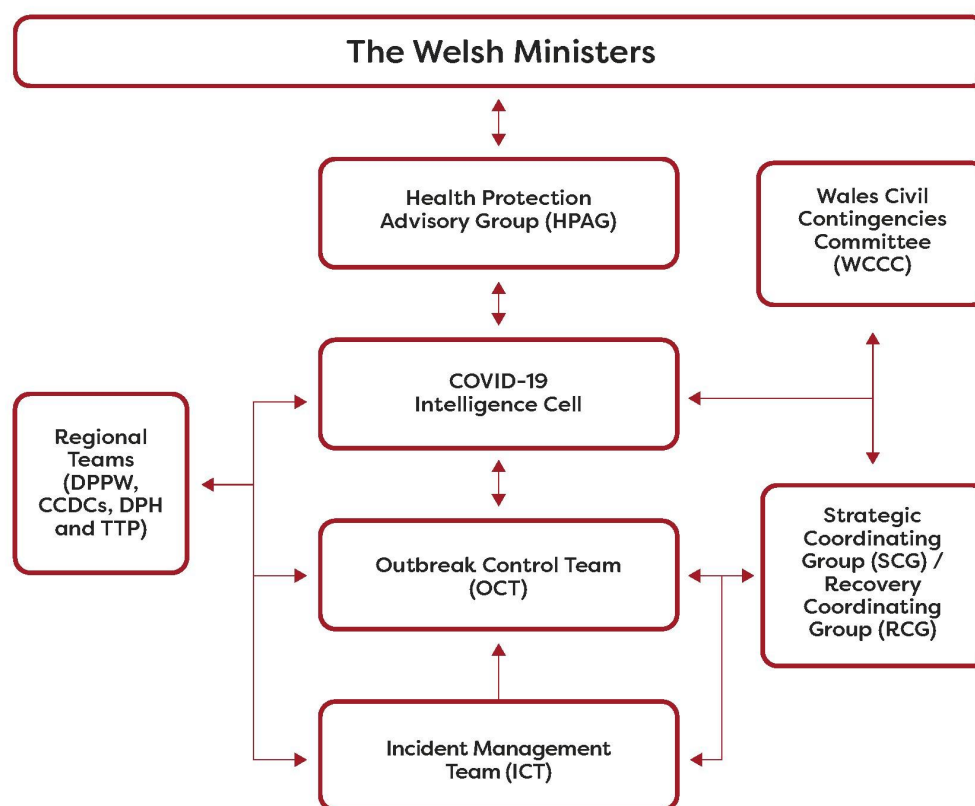 The Welsh Ministers
Health Protection
Advisory Group (HPAG)
Wales Civil
Contingencies
Committee
(WCCC)
COVID-19
Intelligence Cell
Regional
Teams
(DPPW,
CCDCs, DPH
and TTP)
Outbreak Control Team
(OCT)
Strategic
Coordinating
Group (SCG) /
Recovery
Coordinating
Group (RCG)
Incident Management
Team (ICT)